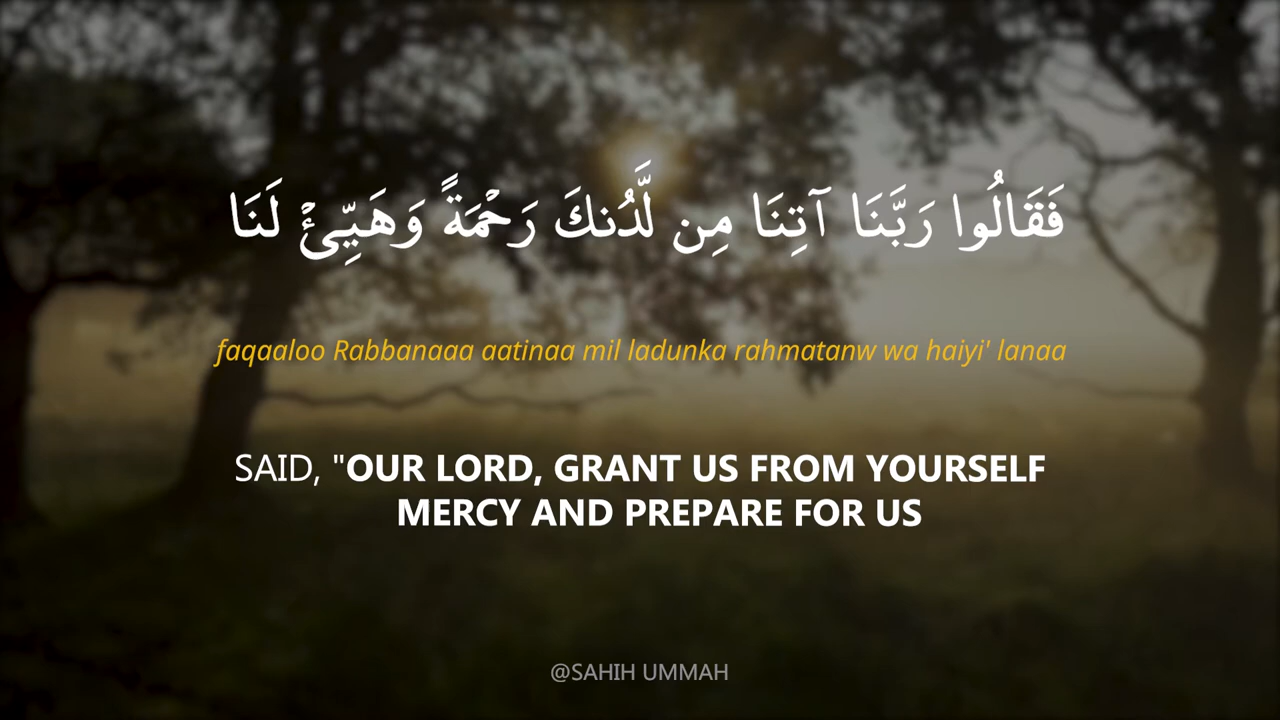 فَقَالُوا رَبَّنَا آتِنَا مِن لَّدُنكَ رَحْمَةً وَهَيِّئْ لَنَا
faqaaloo Rabbanaaa aatinaa mil ladunka rahmatanw wa haiyi' lanaa
SAID, "OUR LORD, GRANT US FROM YOURSELF
MERCY AND PREPARE FOR US
@SAHIH UMMAH